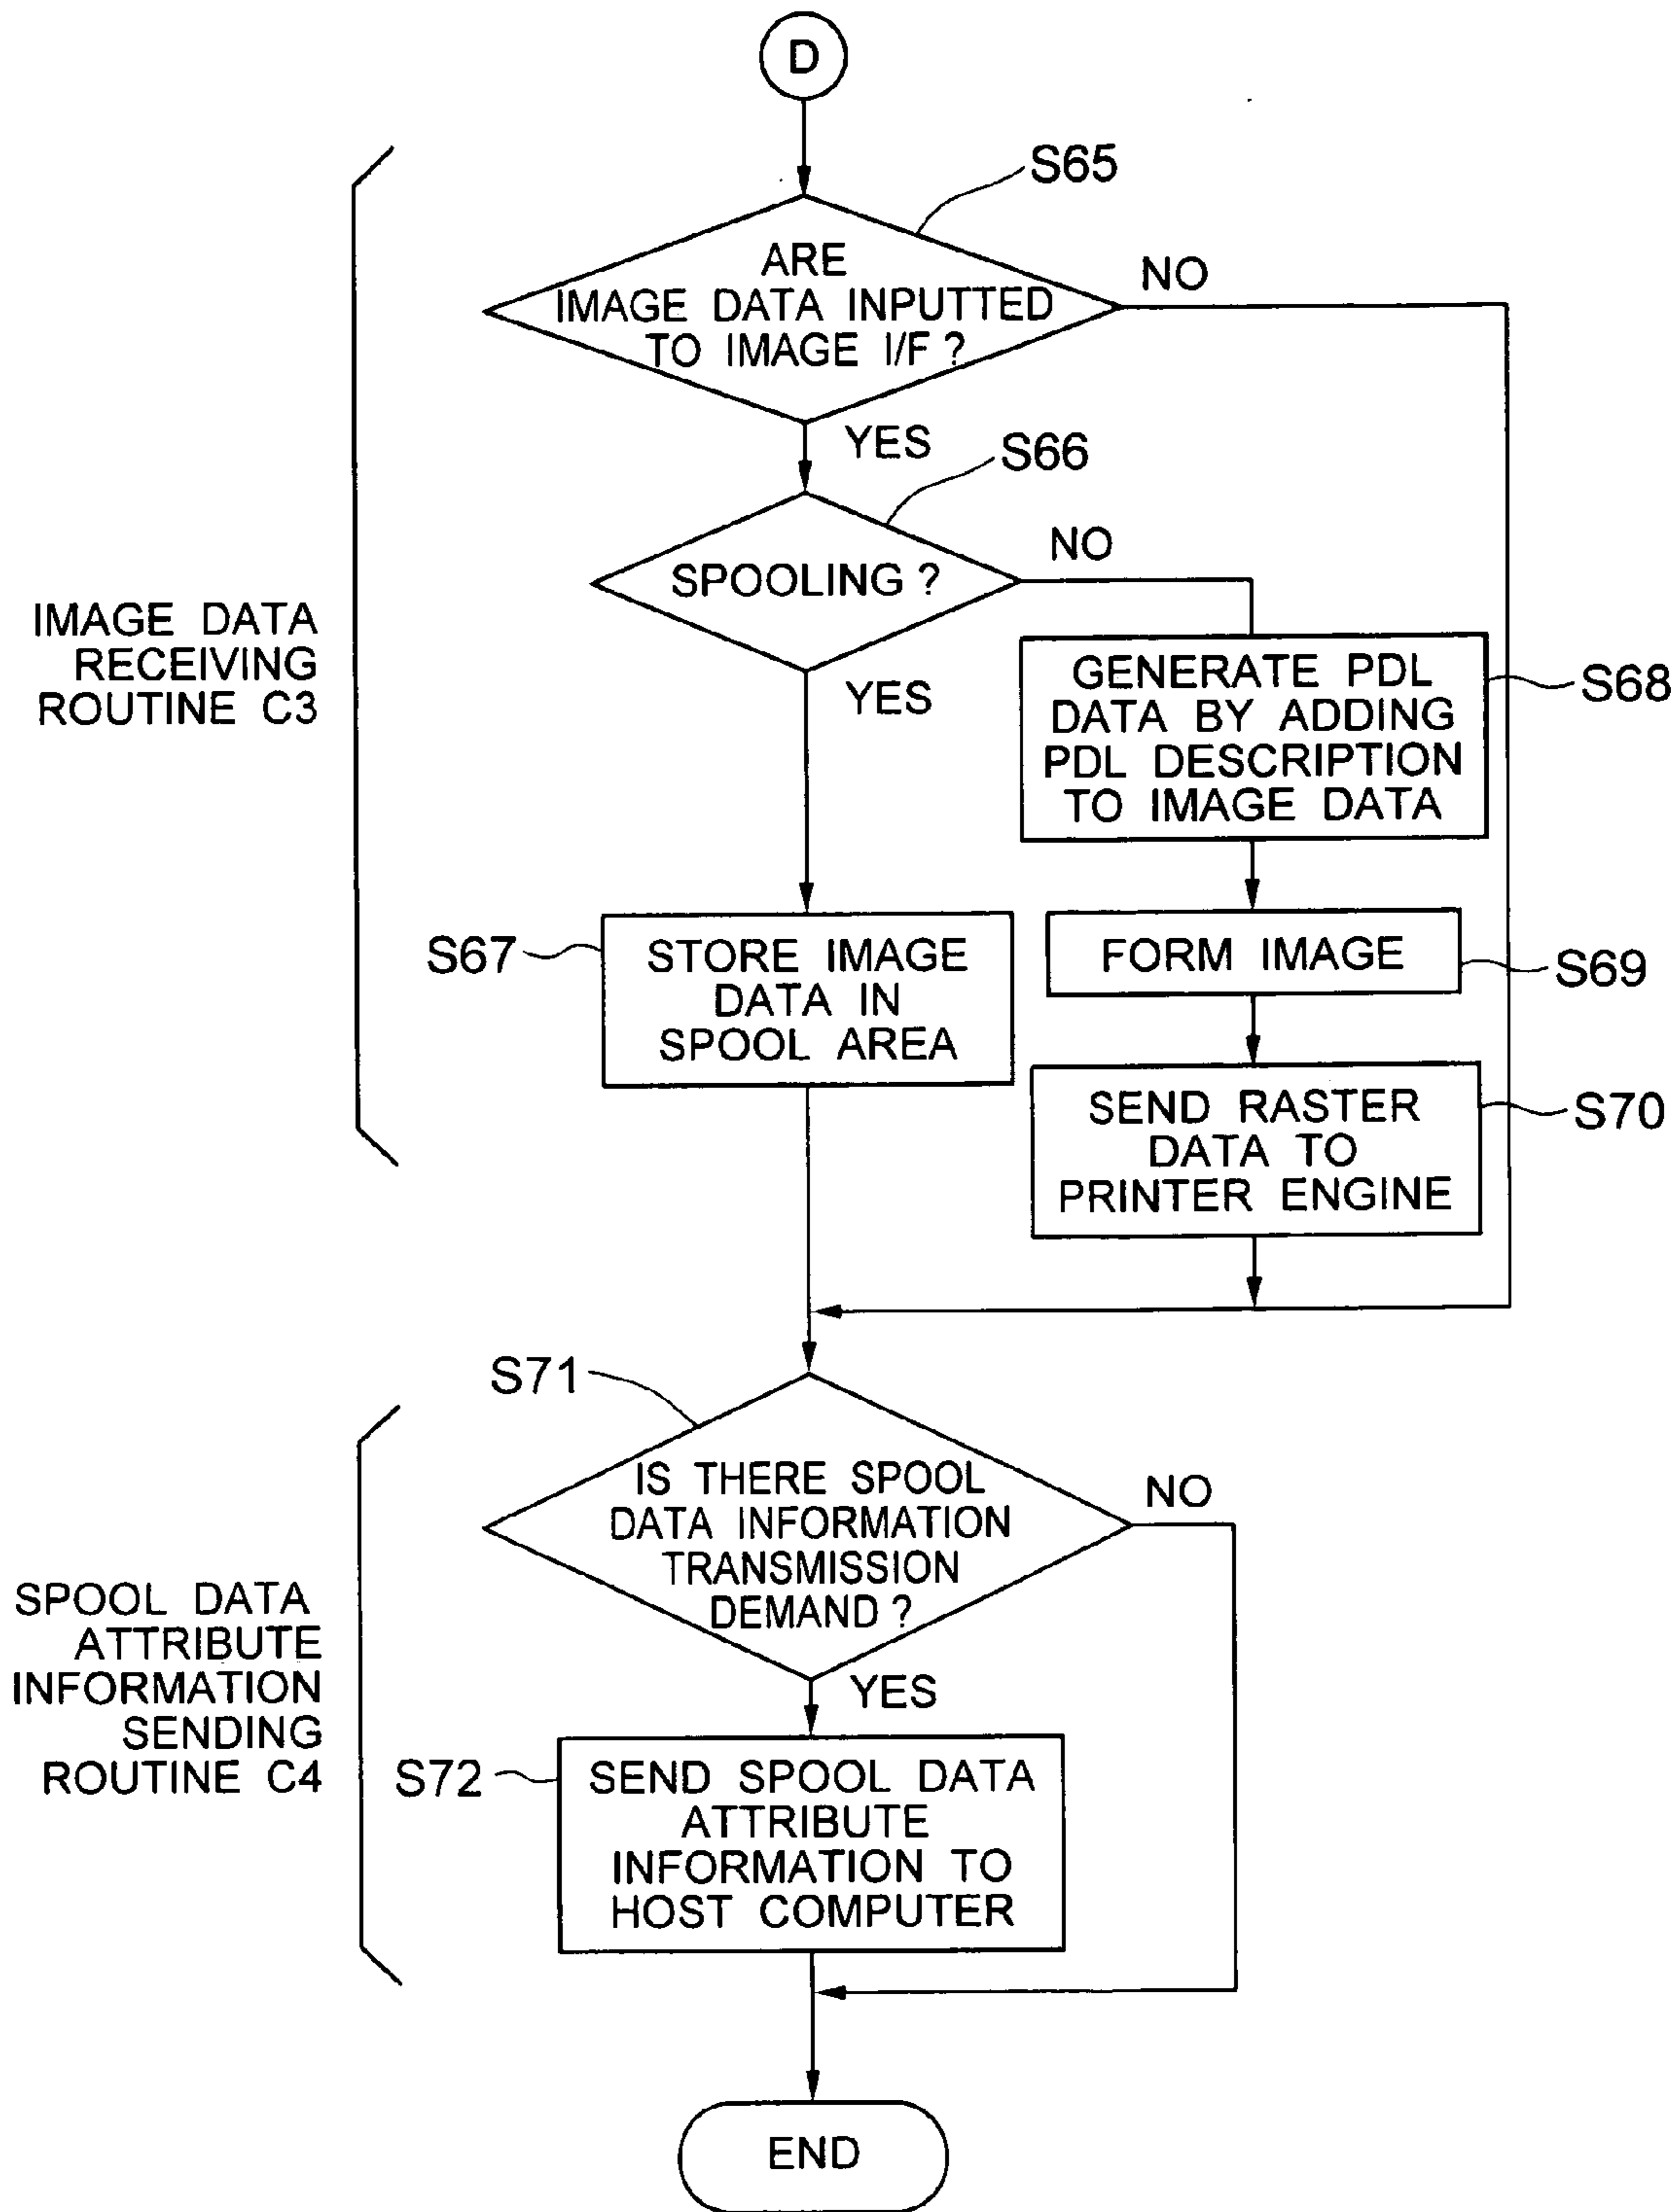 D
S65
ARE
IMAGE DATA INPUTTED
TO IMAGE I/F ?
NO
YES
S66
SPOOLING ?
NO
YES
IMAGE DATA
RECEIVING
ROUTINE C3
GENERATE PDL
DATA BY ADDING
PDL DESCRIPTION
TO IMAGE DATA
S68
S67
STORE IMAGE
DATA IN
SPOOL AREA
FORM IMAGE
S69
SEND RASTER
DATA TO
PRINTER ENGINE
S70
S71
IS THERE SPOOL
DATA INFORMATION
TRANSMISSION
DEMAND ?
NO
YES
SPOOL DATA
ATTRIBUTE
INFORMATION
SENDING
ROUTINE C4
S72
SEND SPOOL DATA
ATTRIBUTE
INFORMATION TO
HOST COMPUTER
END